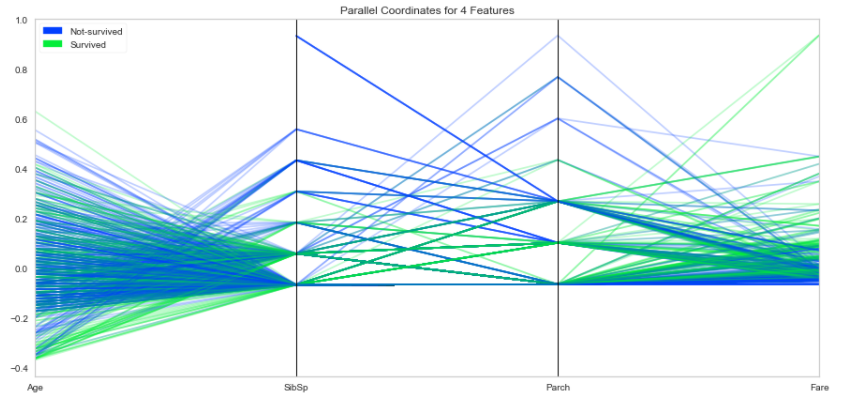 Parallel Coordinates for 4 Features
Not-survived
Survived
1.0
0.8
0.6
0.4
0.2
0.0
−0.2
−0.4
Age SibSp Parch Fare